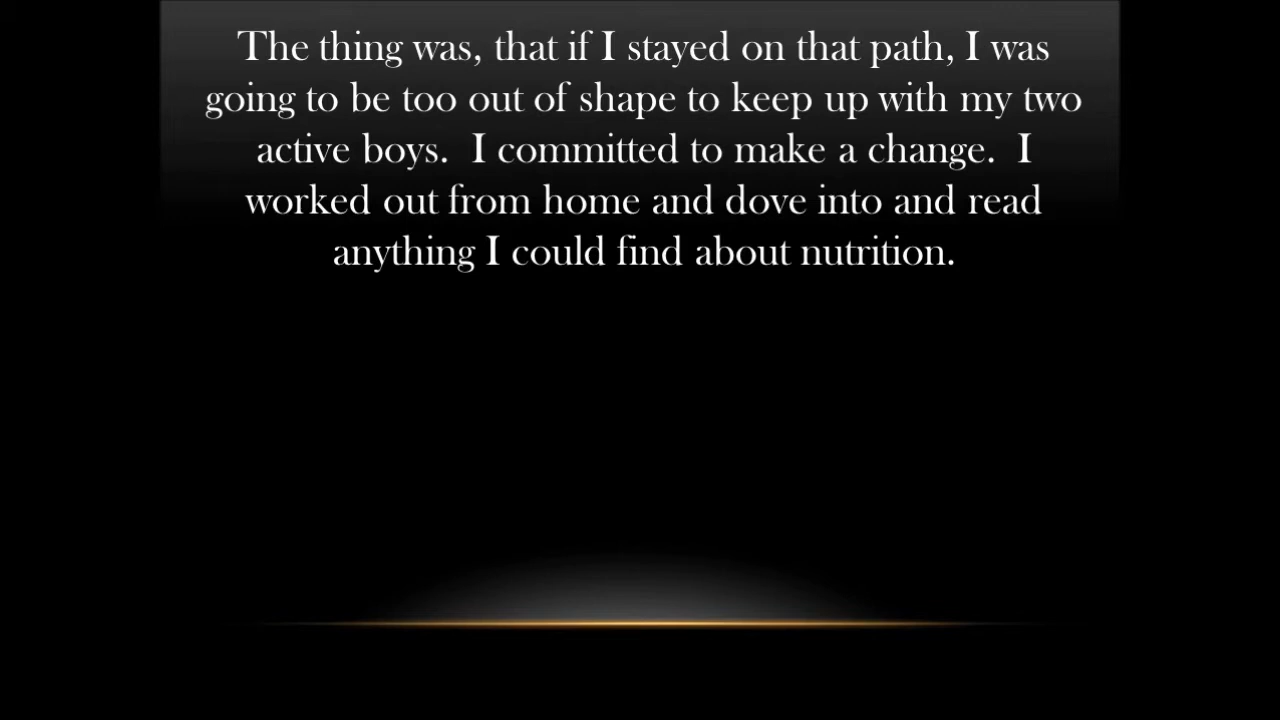 The thing was, that if I stayed on that path, I was
going to be too out of shape to keep up with my two
active boys.  I committed to make a change.  I
worked out from home and dove into and read
anything I could find about nutrition.